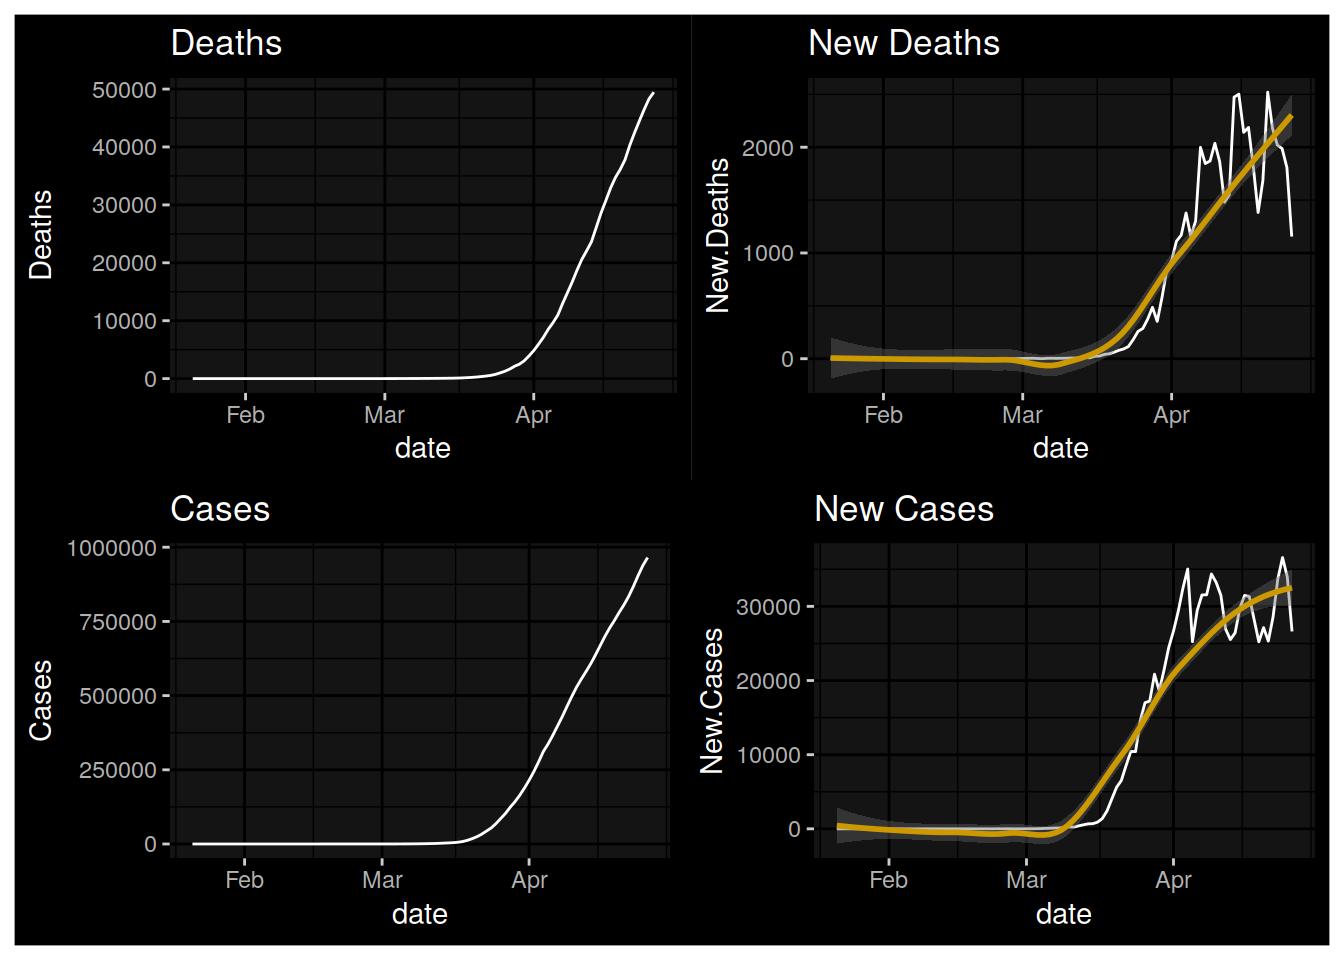 Deaths
50000
40000
30000
20000
10000
0
Deaths
Feb Mar Apr
date
New Deaths
2000
1000
0
New.Deaths
Feb Mar Apr
date
Cases
1000000
750000
500000
250000
0
Cases
Feb Mar Apr
date
New Cases
30000
20000
10000
0
New.Cases
Feb Mar Apr
date